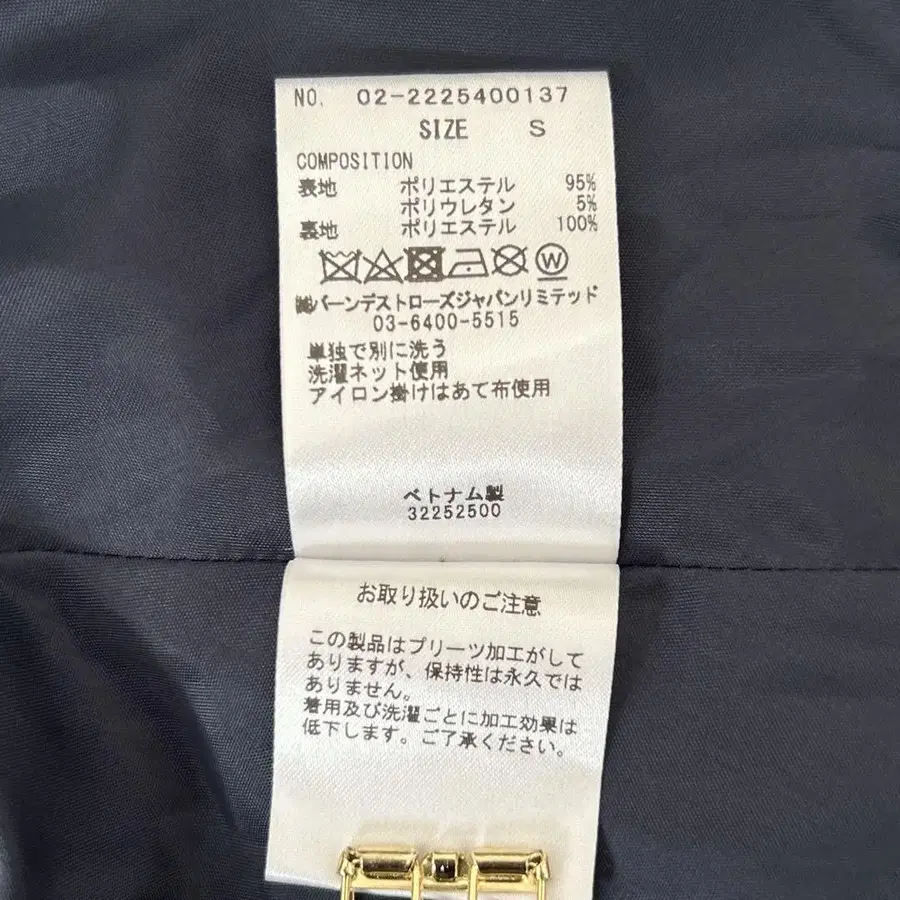 NO. 02-2225400137
SIZE S
COMPOSITION
表地 ポリエステル 95%
ポリウレタン 5%
裏地 ポリエステル 100%
W
㈱バーンデストローズジャパンリミテッド
03-6400-5515
単独で別に洗う
洗濯ネット使用
アイロン掛けはあて布使用
ベトナム製
32252500
お取り扱いのご注意
この製品はプリーツ加工がして
ありますが、保持性は永久では
ありません。
着用及び洗濯ごとに加工効果は
低下します。ご了承ください。